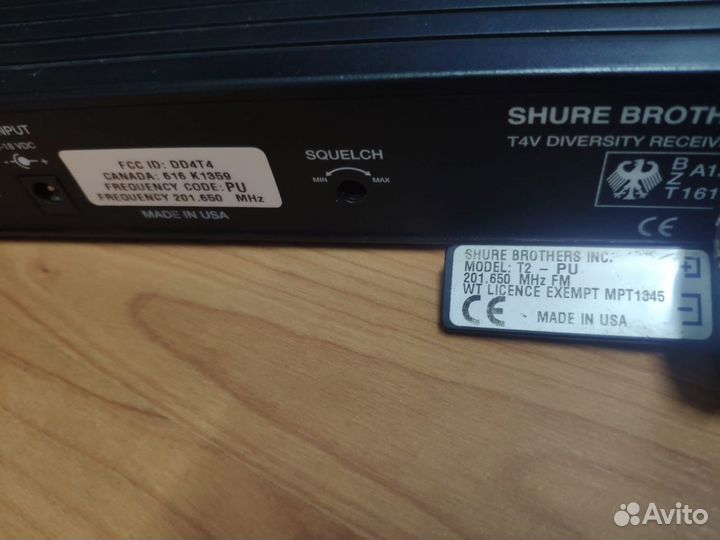 INPUT
-18 VDC
FCC ID: DD4T4
CANADA: 616 K1359
FREQUENCY CODE: PU
FREQUENCY 201.650 MHz
MADE IN USA
SQUELCH
MIN MAX
SHURE BROTH
T4V DIVERSITY RECEIV
B Z T
A1
T161
CE
SHURE BROTHERS INC.
MODEL: T2 - PU
201.650 MHz FM
WT LICENCE EXEMPT MPT1345
CE MADE IN USA
Avito